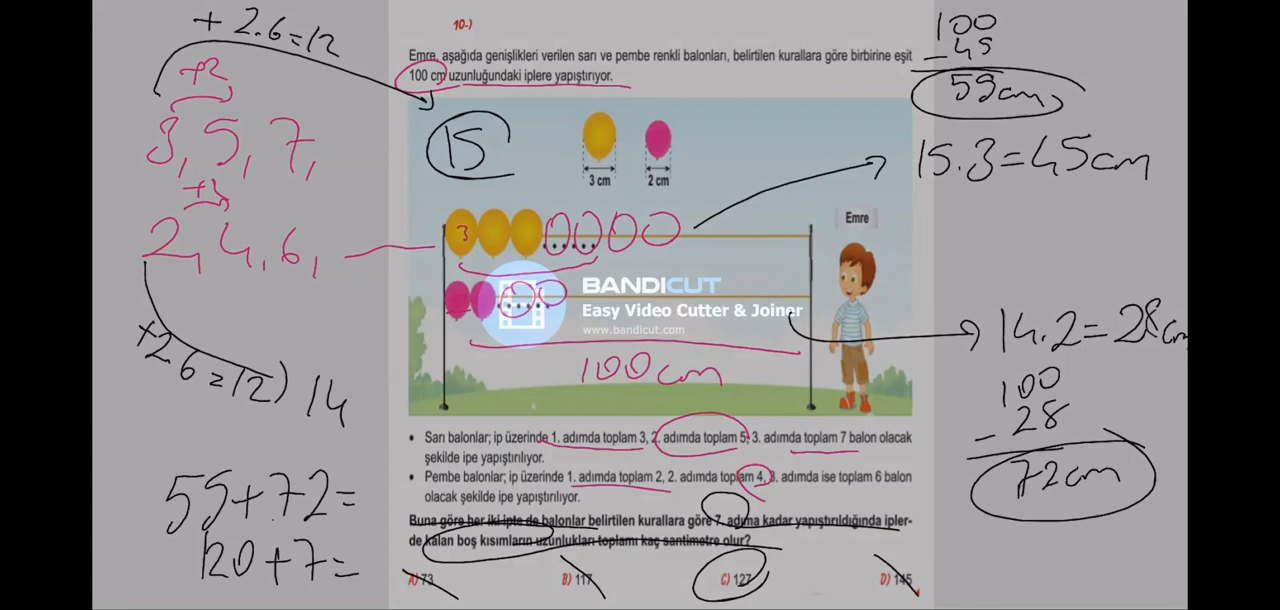 10-)
Emre, aşağıda genişlikleri verilen sarı ve pembe renkli balonları, belirtilen kurallara göre birbirine eşit
100 cm uzunluğundaki iplere yapıştırıyor.
+2.6=12
+2
3, 5, 7,
+2
2, 4, 6,
+2.6=12) 14
15
3 cm
2 cm
3
Emre
BANDICUT
Easy Video Cutter & Joiner
www.bandicut.com
100cm
100
-45
55cm
15.3=45cm
14.2=28cm
100
-28
72cm
• Sarı balonlar; ip üzerinde 1. adımda toplam 3, 2. adımda toplam 5, 3. adımda toplam 7 balon olacak
şekilde ipe yapıştırılıyor.
• Pembe balonlar; ip üzerinde 1. adımda toplam 2, 2. adımda toplam 4, 3. adımda ise toplam 6 balon
olacak şekilde ipe yapıştırılıyor.
Buna göre her iki ipte de balonlar belirtilen kurallara göre 7. adıma kadar yapıştırıldığında ipler-
de kalan boş kısımların uzunlukları toplamı kaç santimetre olur?
55+72=
120+7=
A) 73 B) 117 C) 127 D) 145